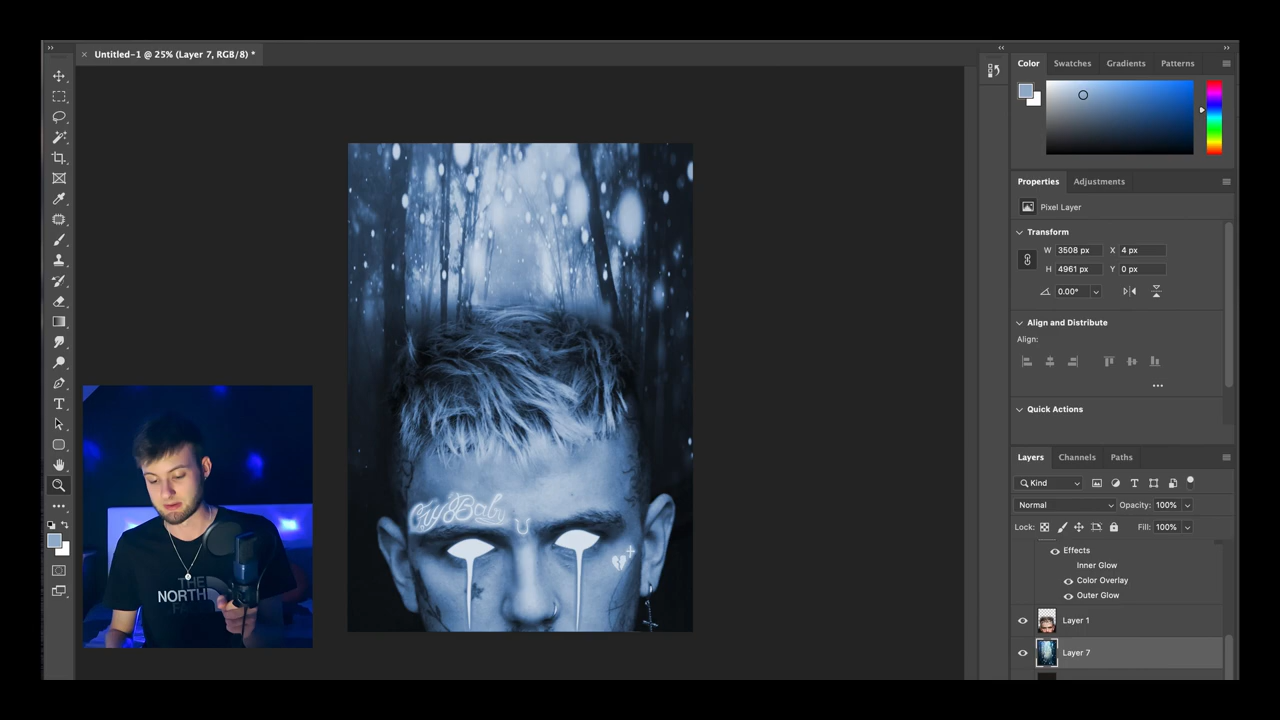 Untitled-1 @ 25% (Layer 7, RGB/8) *
Color
Swatches
Gradients
Patterns
Properties
Adjustments
Pixel Layer
Transform
W 3508 px X 4 px
H 4961 px Y 0 px
0.00°
Align and Distribute
Align:
Quick Actions
Layers
Channels
Paths
Kind
Normal
Opacity: 100%
Lock:
Fill: 100%
Effects
Inner Glow
Color Overlay
Outer Glow
Layer 1
Layer 7
CryBaby
THE
NORTH
FACE